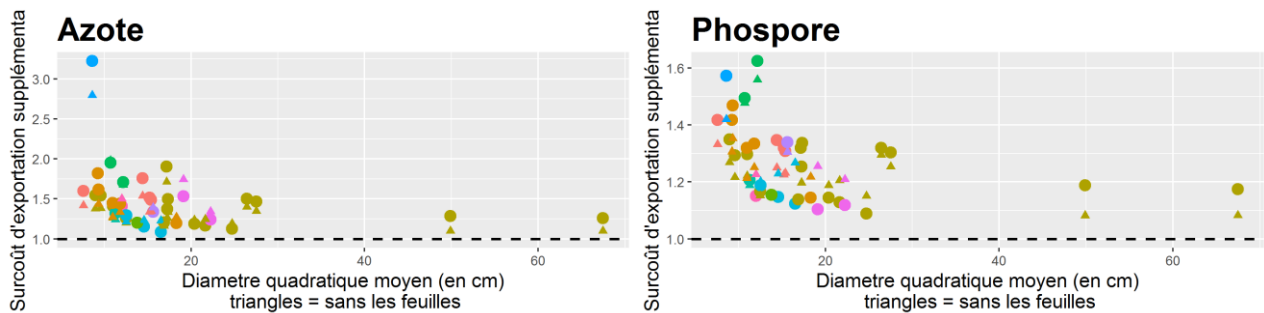 Azote
Surcoût d'exportation supplémenta
3.0
2.5
2.0
1.5
1.0
20
40
60
Diametre quadratique moyen (en cm)
triangles = sans les feuilles
Phospore
Surcoût d'exportation supplémenta
1.6
1.4
1.2
1.0
20
40
60
Diametre quadratique moyen (en cm)
triangles = sans les feuilles